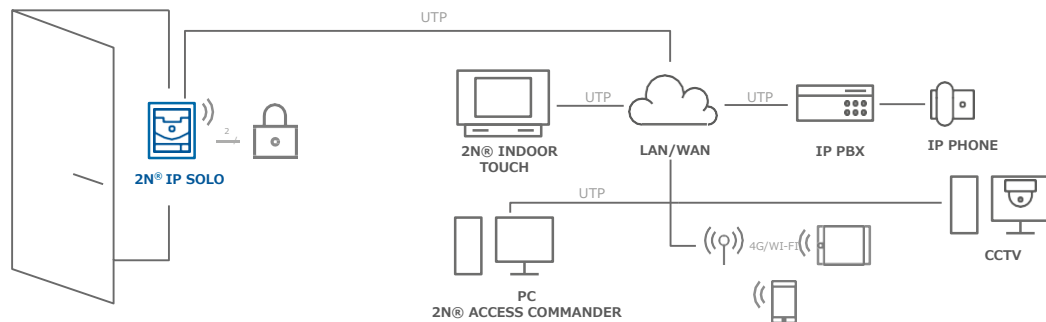 UTP
UTP
UTP
2N® INDOOR
TOUCH
LAN/WAN
IP PBX
IP PHONE
2
2N® IP SOLO
UTP
4G/WI-FI
CCTV
PC
2N® ACCESS COMMANDER